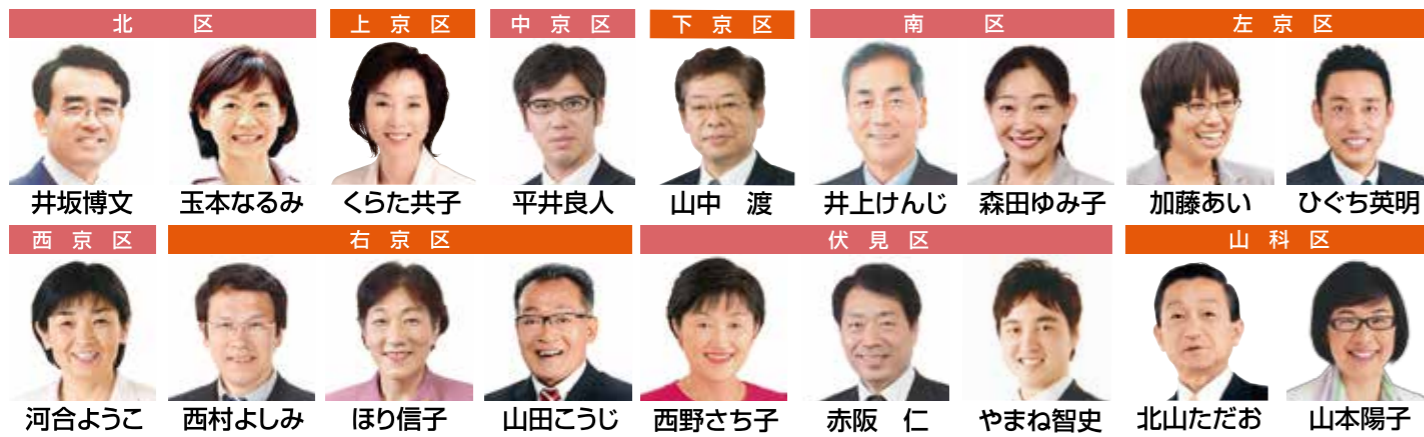 北 区 上京区 中京区 下京区 南 区 左京区
井坂博文 玉本なるみ くらた共子 平井良人 山中 渡 井上けんじ 森田ゆみ子 加藤あい ひぐち英明
西京区 右京区 伏見区 山科区
河合ようこ 西村よしみ ほり信子 山田こうじ 西野さち子 赤阪 仁 やまね智史 北山ただお 山本陽子